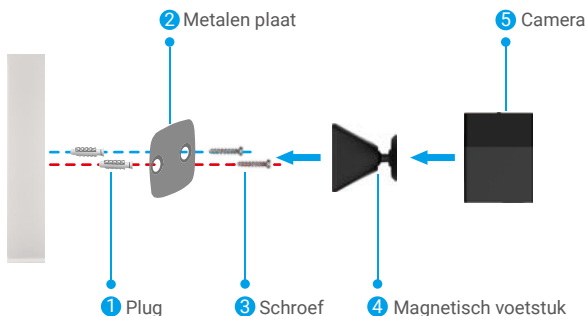 2 Metalen plaat
5 Camera
1 Plug
3 Schroef
4 Magnetisch voetstuk